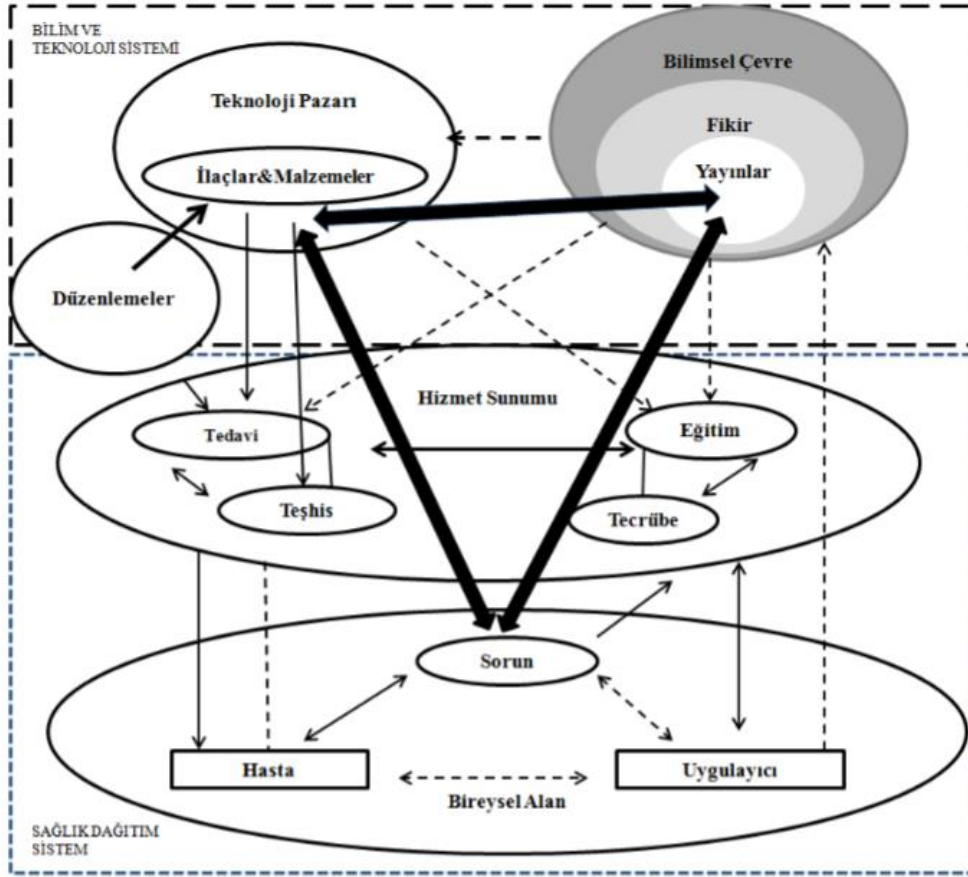 BİLİM VE
TEKNOLOJİ SİSTEMİ
Bilimsel Çevre
Teknoloji Pazarı
Fikir
İlaçlar&Malzemeler
Yayınlar
Düzenlemeler
Hizmet Sunumu
Tedavi
Eğitim
Teşhis
Tecrübe
Sorun
Hasta
Uygulayıcı
Bireysel Alan
SAĞLIK DAĞITIM
SİSTEM